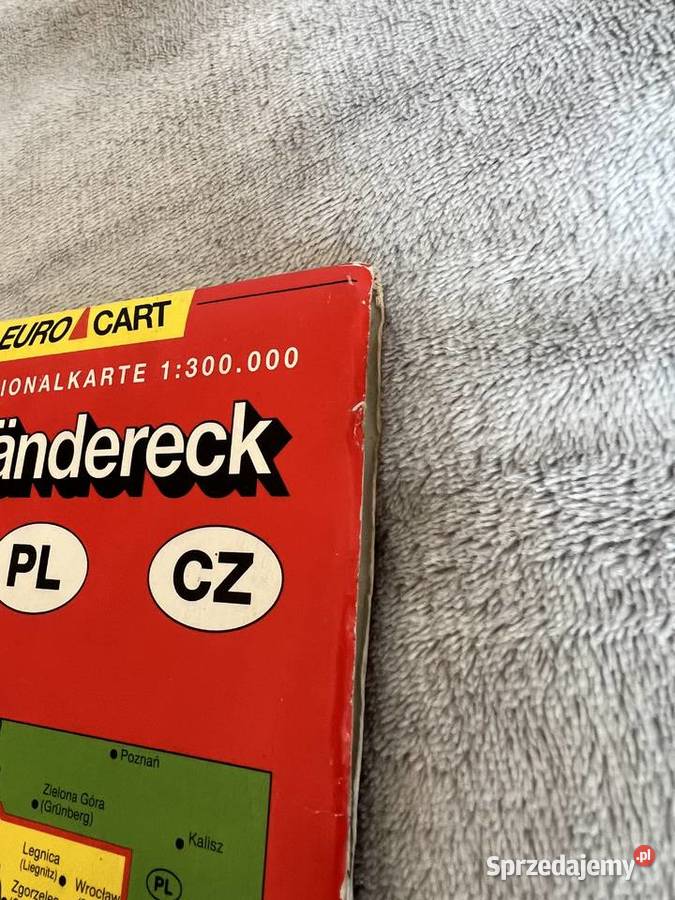 EURO CART
IONALKARTE 1:300.000
ändereck
PL
CZ
Poznań
Zielona Góra
(Grünberg)
Kalisz
Legnica
(Liegnitz)
Wrocław
PL
Zgorzelec
Sprzedajemy.pl